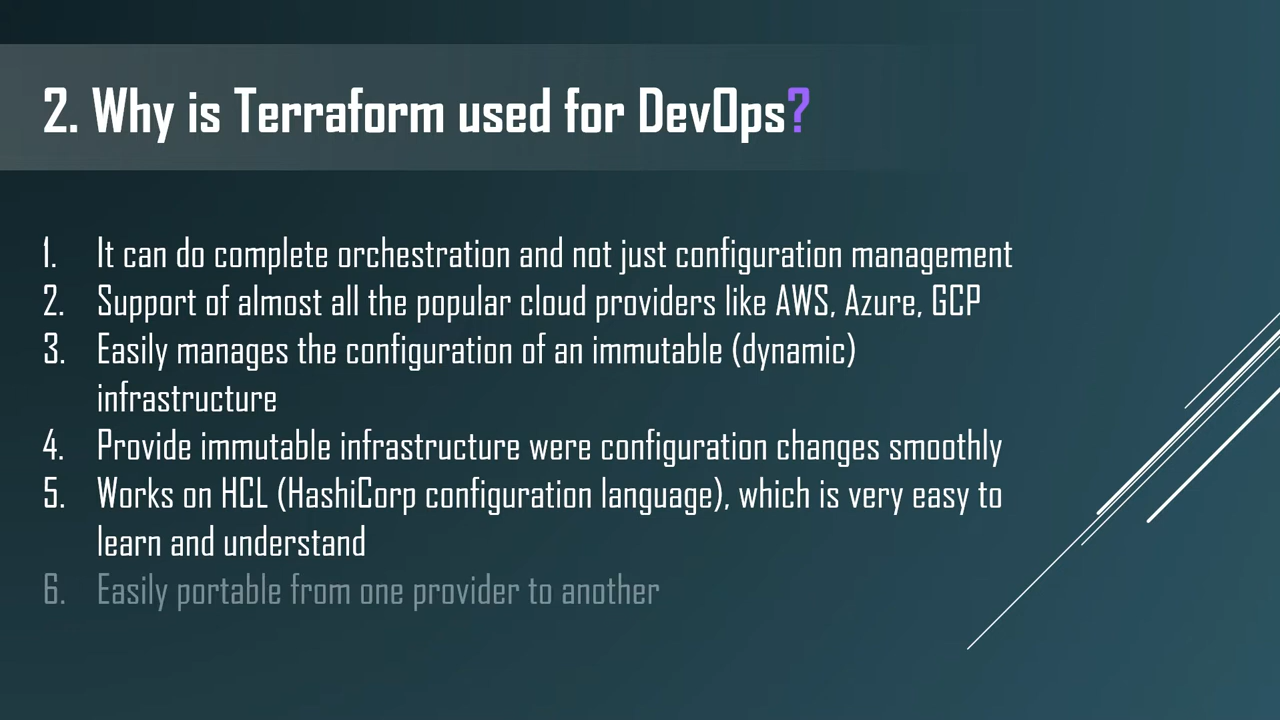 2. Why is Terraform used for DevOps?
1. It can do complete orchestration and not just configuration management
2. Support of almost all the popular cloud providers like AWS, Azure, GCP
3. Easily manages the configuration of an immutable (dynamic)
infrastructure
4. Provide immutable infrastructure were configuration changes smoothly
5. Works on HCL (HashiCorp configuration language), which is very easy to
learn and understand
6. Easily portable from one provider to another